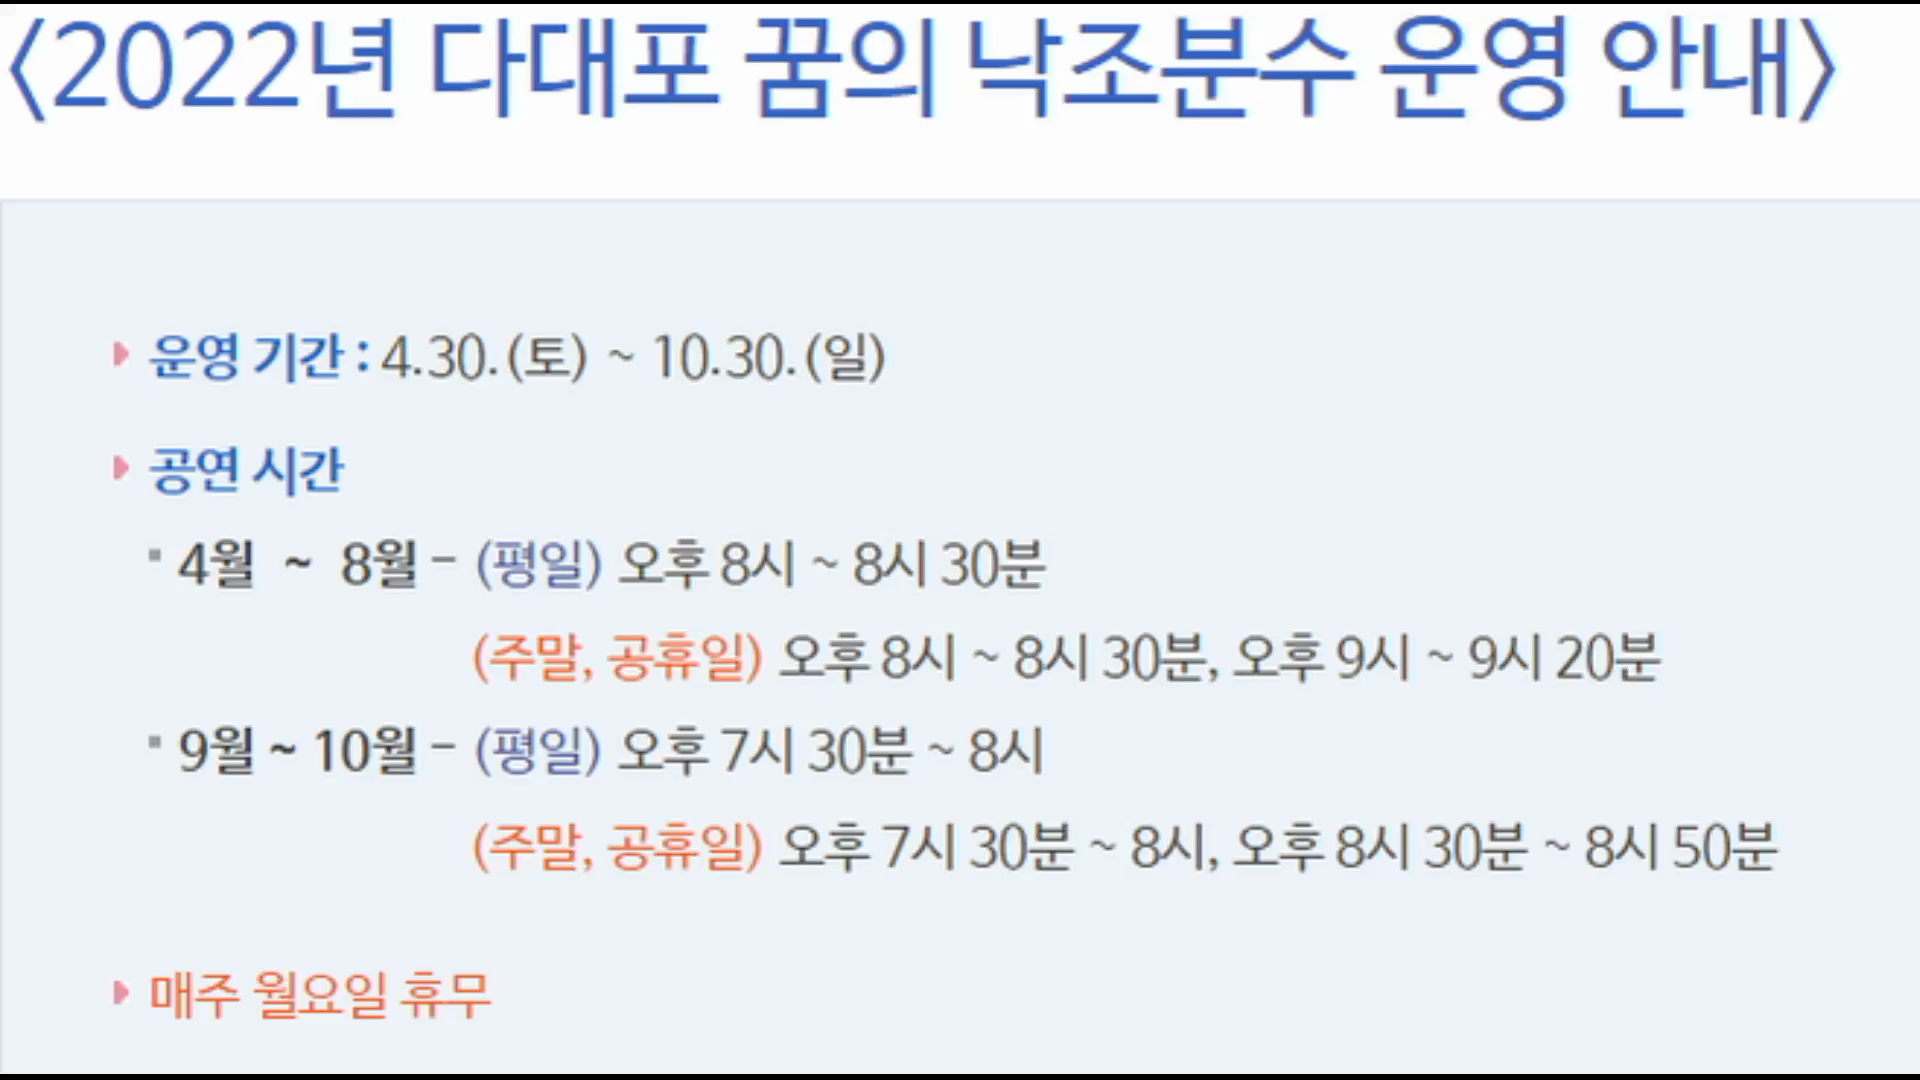 〈2022년 다대포 꿈의 낙조분수 운영 안내〉
운영 기간 : 4.30.(토) ~ 10.30.(일)
공연 시간
4월 ~ 8월 - (평일) 오후 8시 ~ 8시 30분
(주말, 공휴일) 오후 8시 ~ 8시 30분, 오후 9시 ~ 9시 20분
9월 ~ 10월 - (평일) 오후 7시 30분 ~ 8시
(주말, 공휴일) 오후 7시 30분 ~ 8시, 오후 8시 30분 ~ 8시 50분
매주 월요일 휴무